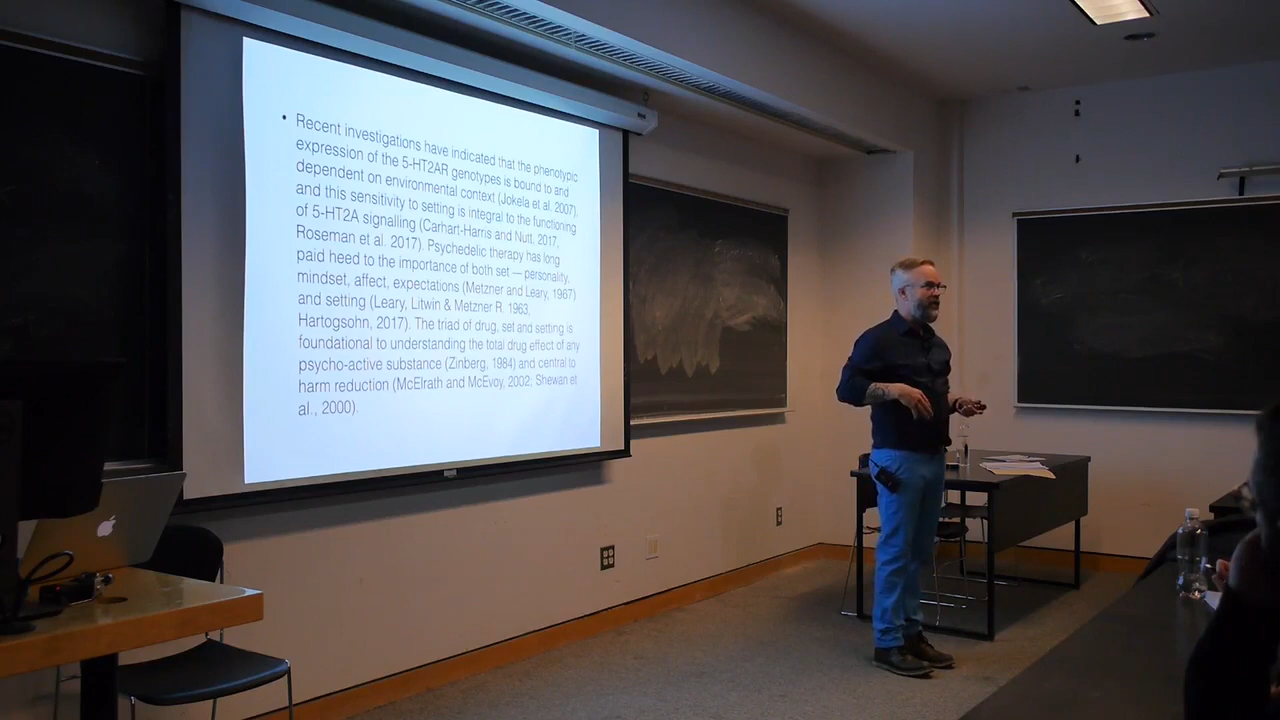 • Recent investigations have indicated that the phenotypic
expression of the 5-HT2AR genotypes is bound to and
dependent on environmental context (Jokela et al. 2007),
and this sensitivity to setting is integral to the functioning
of 5-HT2A signalling (Carhart-Harris and Nutt, 2017,
Roseman et al. 2017). Psychedelic therapy has long
paid heed to the importance of both set — personality,
mindset, affect, expectations (Metzner and Leary, 1967)
and setting (Leary, Litwin & Metzner R. 1963,
Hartogsohn, 2017). The triad of drug, set and setting is
foundational to understanding the total drug effect of any
psycho-active substance (Zinberg, 1984) and central to
harm reduction (McElrath and McEvoy, 2002; Shewan et
al., 2000).